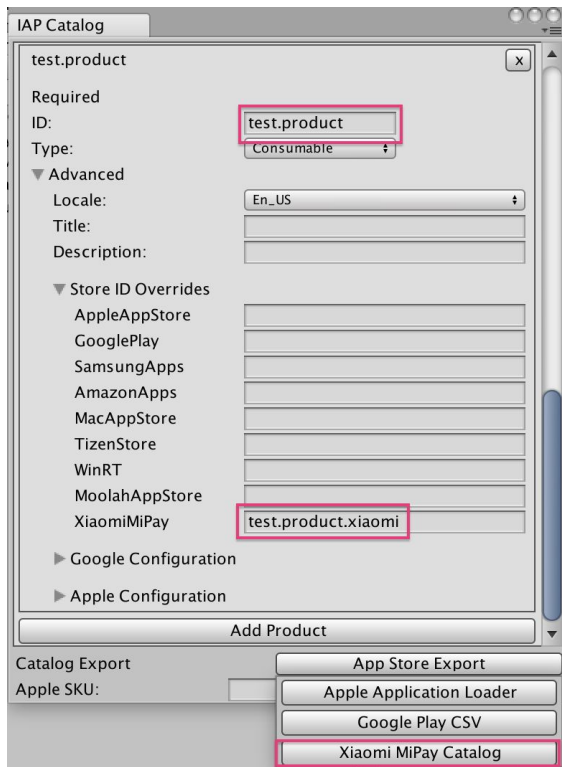 IAP Catalog
test.product x
Required
ID: test.product
Type: Consumable
Advanced
Locale: En_US
Title:
Description:
Store ID Overrides
AppleAppStore
GooglePlay
SamsungApps
AmazonApps
MacAppStore
TizenStore
WinRT
MoolahAppStore
XiaomiMiPay test.product.xiaomi
Google Configuration
Apple Configuration
Add Product
Catalog Export App Store Export
Apple SKU: Apple Application Loader
Google Play CSV
Xiaomi MiPay Catalog